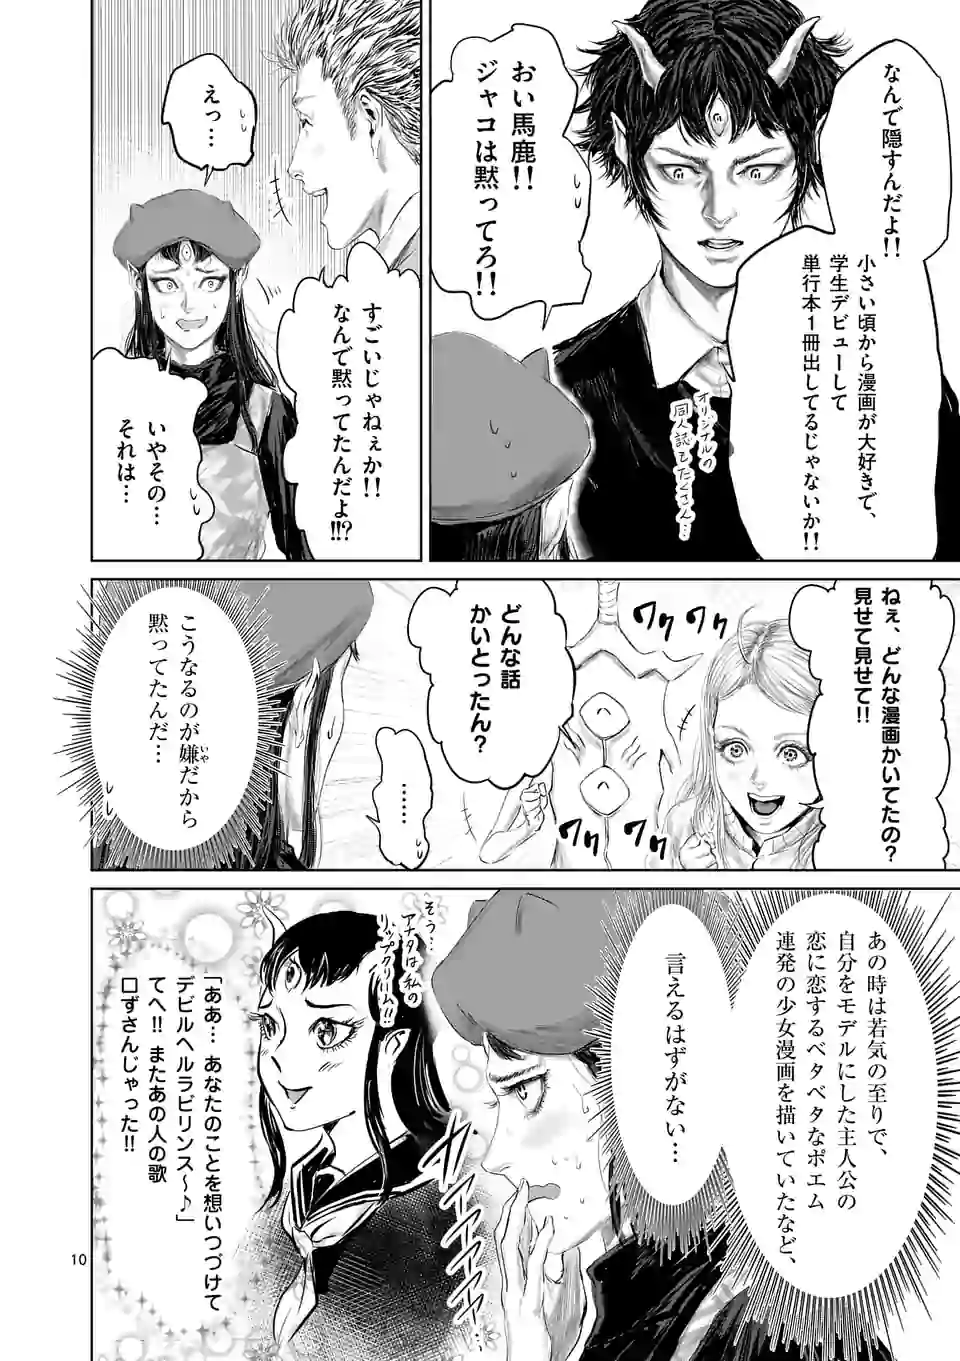 なんで隠すんだよ!!
小さい頃から漫画が大好きで、
学生デビューして
単行本1冊出してるじゃないか!!
オリジナルの
同人誌もたくさん…
おい馬鹿!!
ジャコは黙ってろ!!
えっ…
すごいじゃねぇか!!
なんで黙ってたんだよ!!?
いやその…
それは…
ねぇ、どんな漫画かいてたの?
見せて見せて!!
ワクワク
ワクワク
どんな話
かいとったん?
……
こうなるのが嫌だから
いや
黙ってたんだ…
あの時は若気の至りで、
自分をモデルにした主人公の
恋に恋するベタベタなポエム
連発の少女漫画を描いていたなど、
言えるはずがない…
そう…
アナタは私の
リップクリーム!!
「ああ… あなたのことを想いつづけて
デビルヘルラビリンス～♪」
てへ!! またあの人の歌
口ずさんじゃった!!
アアアア…
10